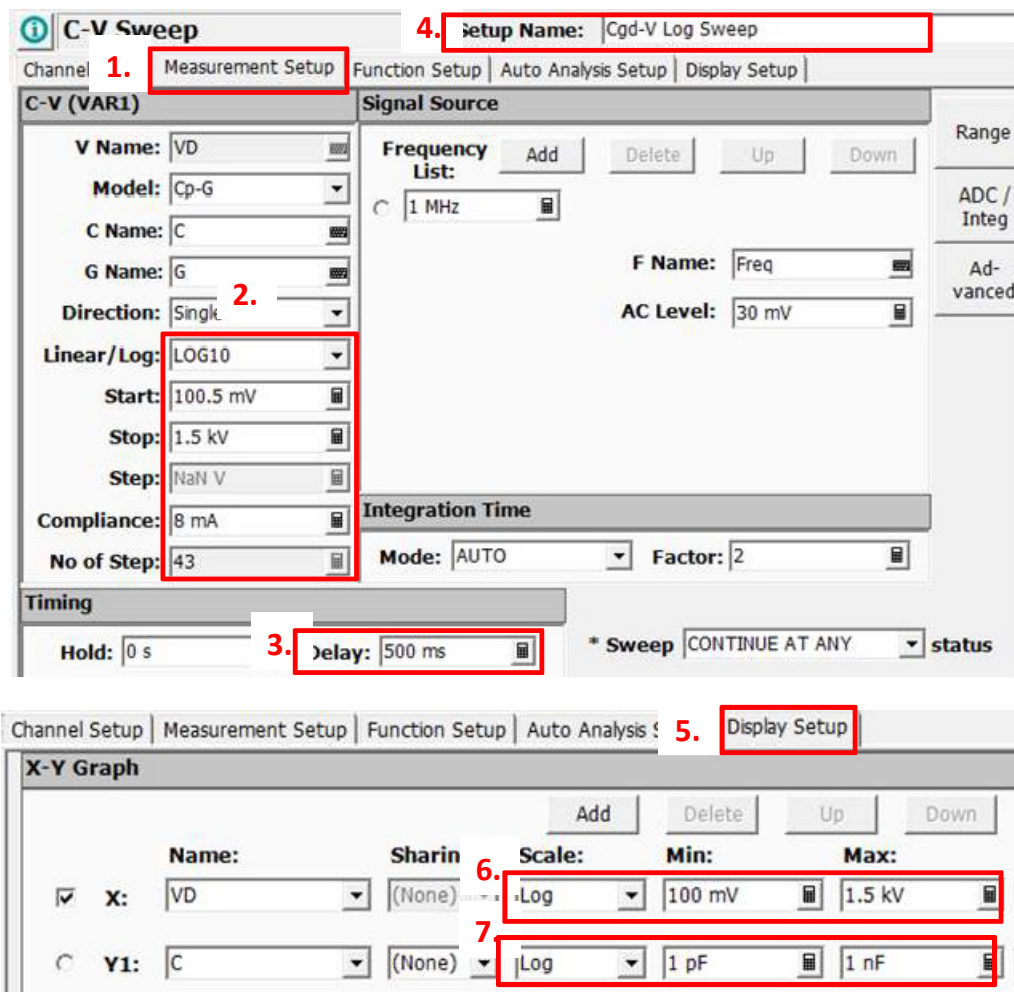 C-V Sweep 4. Setup Name: Cgd-V Log Sweep
Channel 1. Measurement Setup Function Setup Auto Analysis Setup Display Setup
C-V (VAR1) Signal Source
V Name: VD Frequency List: Add Delete Up Down Range
Model: Cp-G 1 MHz ADC / Integ
C Name: C
G Name: G F Name: Freq Ad-vanced
2.
Direction: Single AC Level: 30 mV
Linear/Log: LOG10
Start: 100.5 mV
Stop: 1.5 kV
Step: NaN V
Compliance: 8 mA Integration Time
No of Step: 43 Mode: AUTO Factor: 2
Timing
Hold: 0 s 3. Delay: 500 ms * Sweep CONTINUE AT ANY status
Channel Setup Measurement Setup Function Setup Auto Analysis S 5. Display Setup
X-Y Graph
Add Delete Up Down
Name: Sharin Scale: Min: Max:
6.
X: VD (None) Log 100 mV 1.5 kV
7.
Y1: C (None) Log 1 pF 1 nF